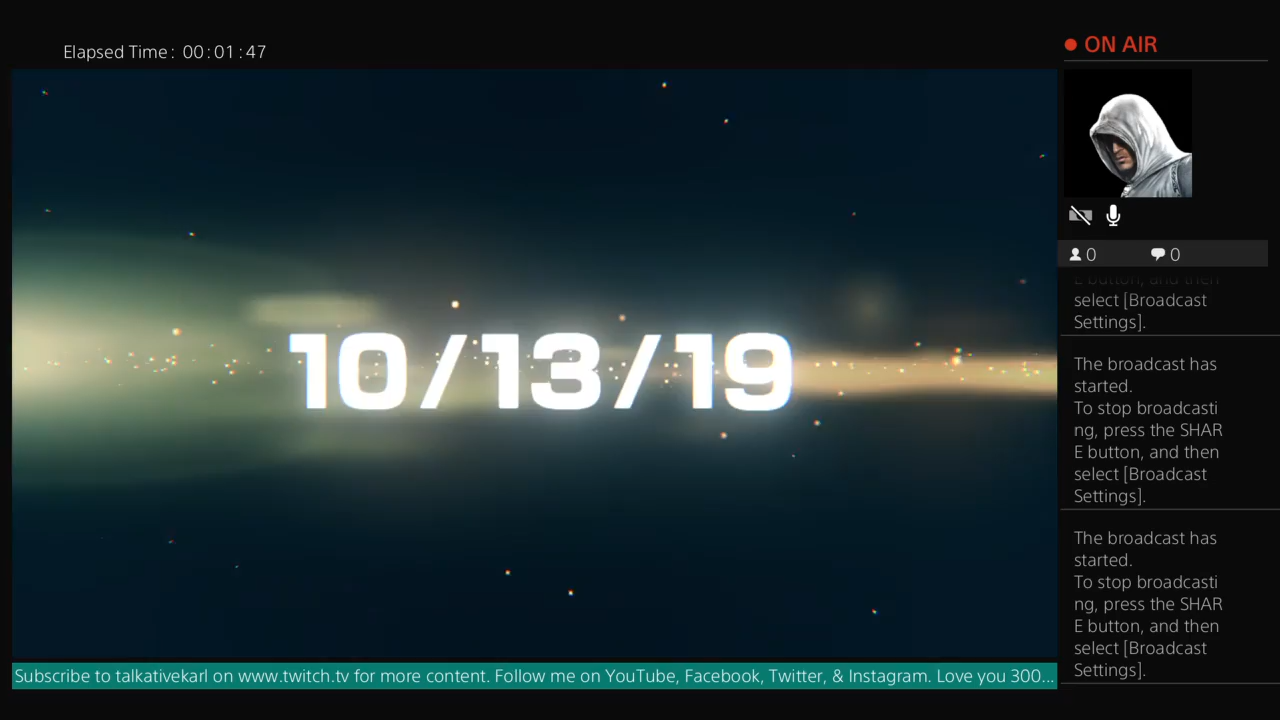 Elapsed Time: 00:01:47
ON AIR
10/13/19
0
0
E button, and then
select [Broadcast
Settings].
The broadcast has
started.
To stop broadcasti
ng, press the SHAR
E button, and then
select [Broadcast
Settings].
The broadcast has
started.
To stop broadcasti
ng, press the SHAR
E button, and then
select [Broadcast
Settings].
Subscribe to talkativekarl on www.twitch.tv for more content. Follow me on YouTube, Facebook, Twitter, & Instagram. Love you 300...